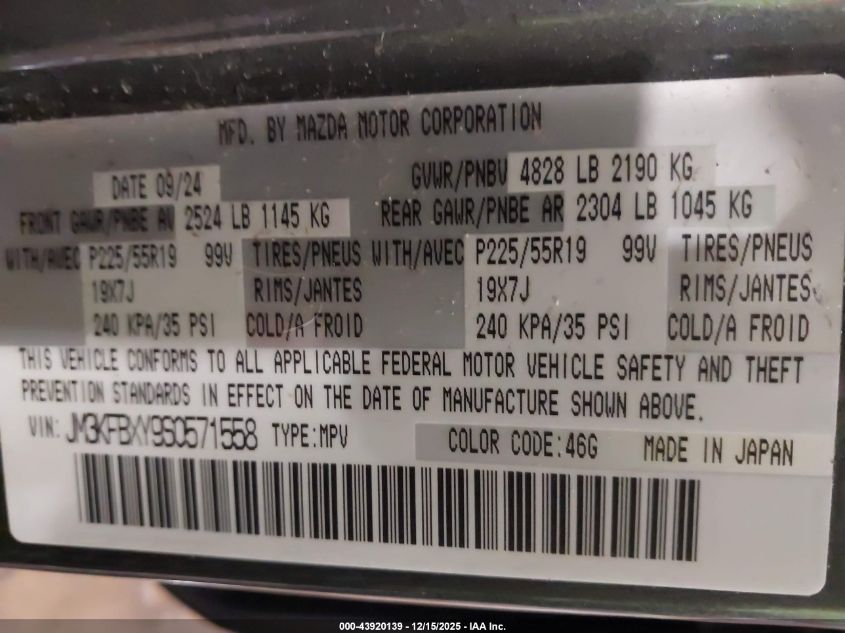 MFD. BY MAZDA MOTOR CORPORATION
DATE 09/24 GVWR/PNBV 4828 LB 2190 KG
FRONT GAWR/PNBE AV 2524 LB 1145 KG REAR GAWR/PNBE AR 2304 LB 1045 KG
WITH/AVEC P225/55R19 99V TIRES/PNEUS WITH/AVEC P225/55R19 99V TIRES/PNEUS
19X7J RIMS/JANTES 19X7J RIMS/JANTES
240 KPA/35 PSI COLD/A FROID 240 KPA/35 PSI COLD/A FROID
THIS VEHICLE CONFORMS TO ALL APPLICABLE FEDERAL MOTOR VEHICLE SAFETY AND THEFT
PREVENTION STANDARDS IN EFFECT ON THE DATE OF MANUFACTURE SHOWN ABOVE.
VIN: JM3KFBXY9S0571558 TYPE:MPV COLOR CODE:46G MADE IN JAPAN
000-43920139 - 12/15/2025 - IAA Inc.